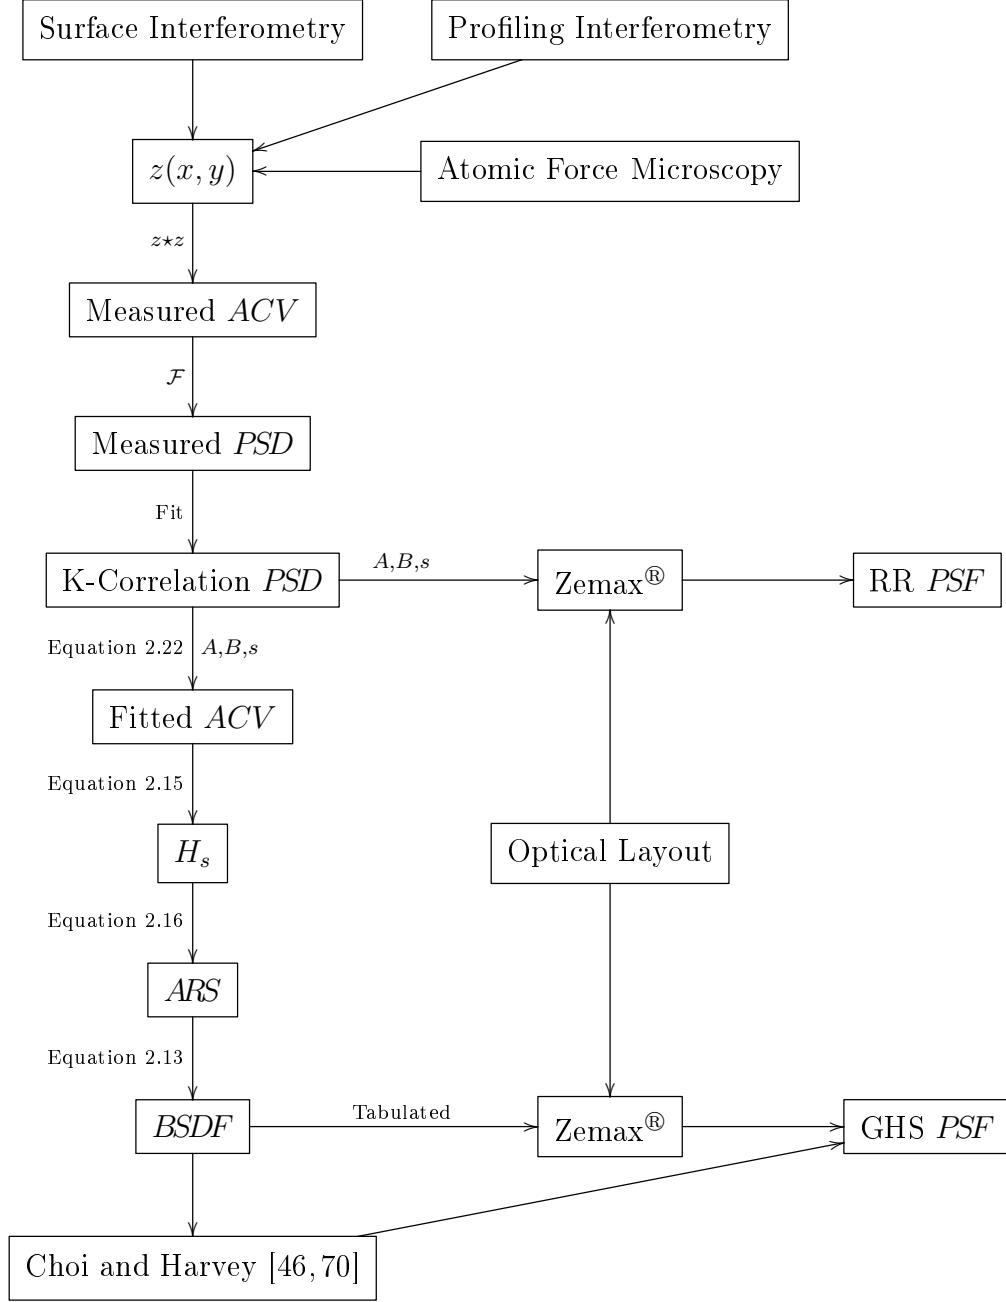 Surface Interferometry
Profiling Interferometry
z(x, y)
Atomic Force Microscopy
z⋆z
Measured ACV
ℱ
Measured PSD
Fit
K-Correlation PSD
A,B,s
Zemax®
RR PSF
Equation 2.22
A,B,s
Fitted ACV
Equation 2.15
Hₛ
Optical Layout
Equation 2.16
ARS
Equation 2.13
BSDF
Tabulated
Zemax®
GHS PSF
Choi and Harvey [46, 70]